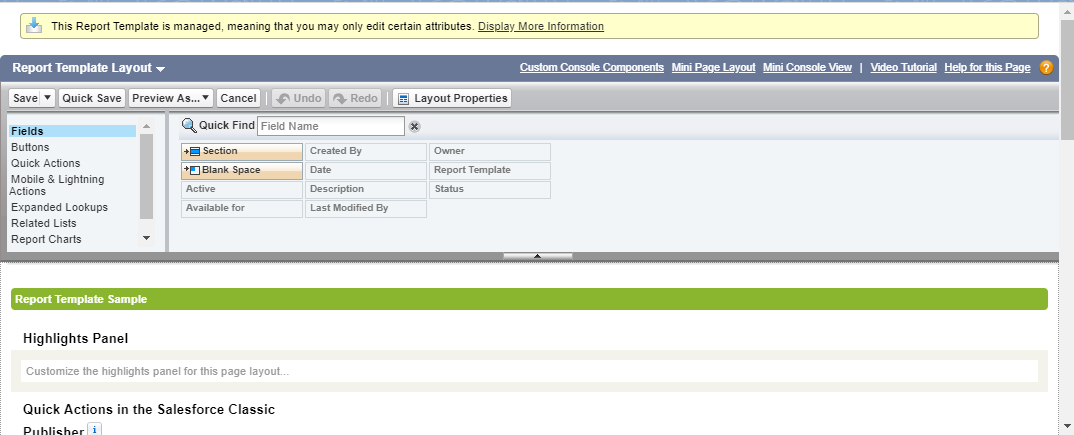 This Report Template is managed, meaning that you may only edit certain attributes. Display More Information
Report Template Layout Custom Console Components Mini Page Layout Mini Console View | Video Tutorial Help for this Page ?
Save Quick Save Preview As... Cancel Undo Redo Layout Properties
Fields
Buttons
Quick Actions
Mobile & Lightning
Actions
Expanded Lookups
Related Lists
Report Charts
Quick Find Field Name
Section Created By Owner
Blank Space Date Report Template
Active Description Status
Available for Last Modified By
Report Template Sample
Highlights Panel
Customize the highlights panel for this page layout...
Quick Actions in the Salesforce Classic
Publisher i